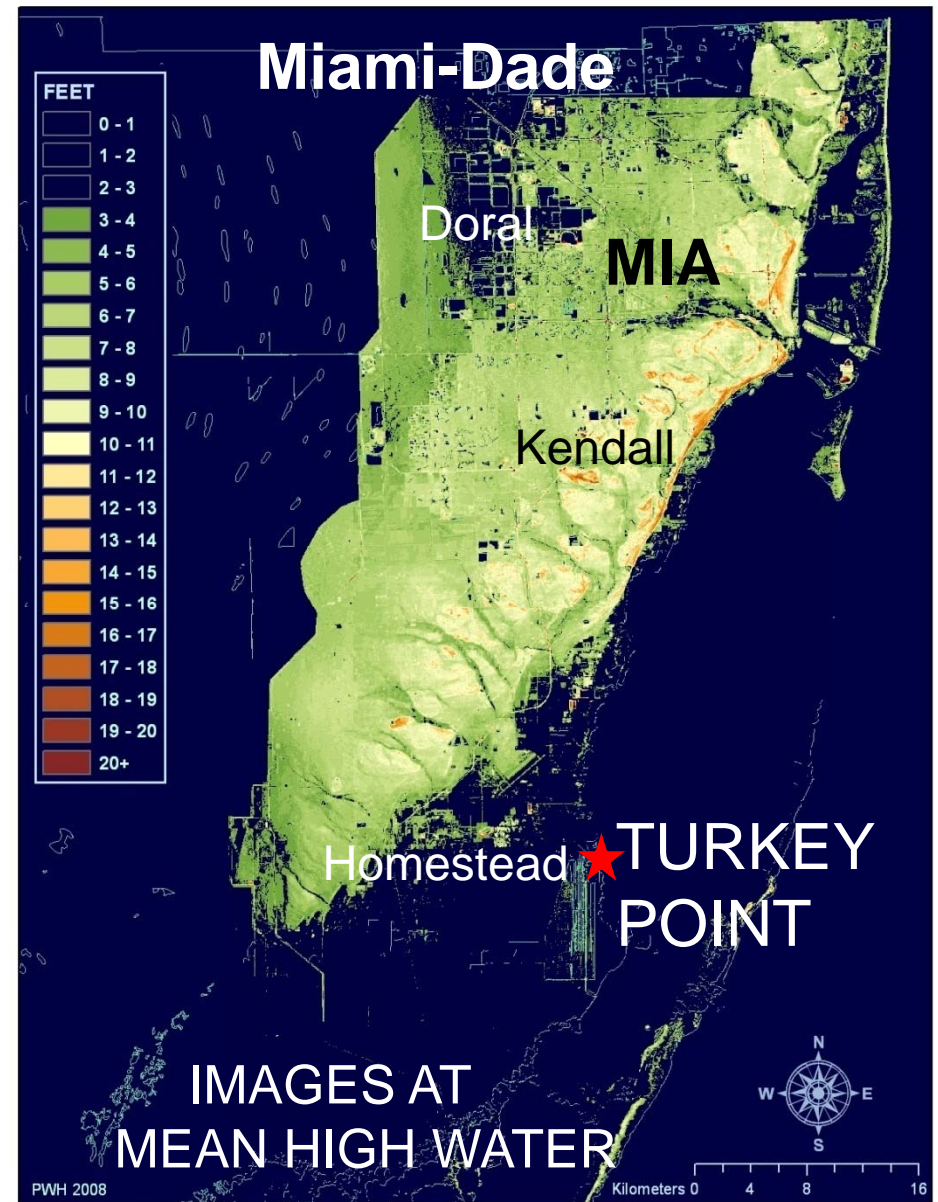 Miami-Dade
FEET
0 - 1
1 - 2
2 - 3
3 - 4
4 - 5
5 - 6
6 - 7
7 - 8
8 - 9
9 - 10
10 - 11
11 - 12
12 - 13
13 - 14
14 - 15
15 - 16
16 - 17
17 - 18
18 - 19
19 - 20
20+
Doral
MIA
Kendall
Homestead
TURKEY
POINT
IMAGES AT
MEAN HIGH WATER
N
W E
S
PWH 2008
Kilometers 0 4 8 16